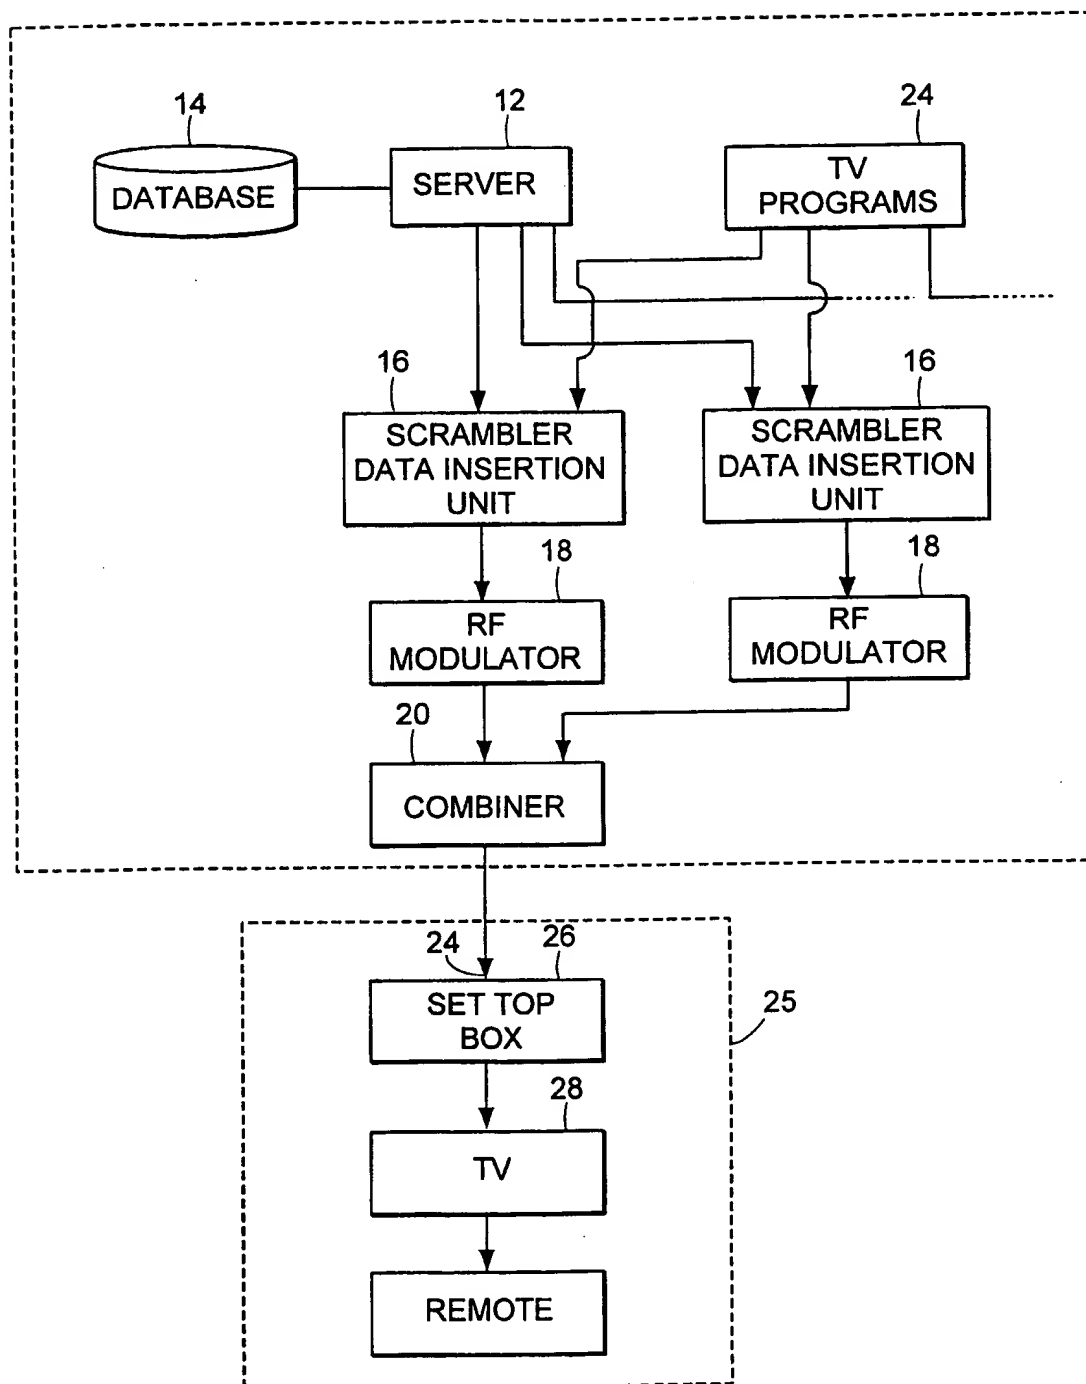 14
12
24
DATABASE
SERVER
TV
PROGRAMS
16
16
SCRAMBLER
DATA INSERTION
UNIT
SCRAMBLER
DATA INSERTION
UNIT
18
18
RF
MODULATOR
RF
MODULATOR
20
COMBINER
24
26
SET TOP
BOX
25
28
TV
REMOTE